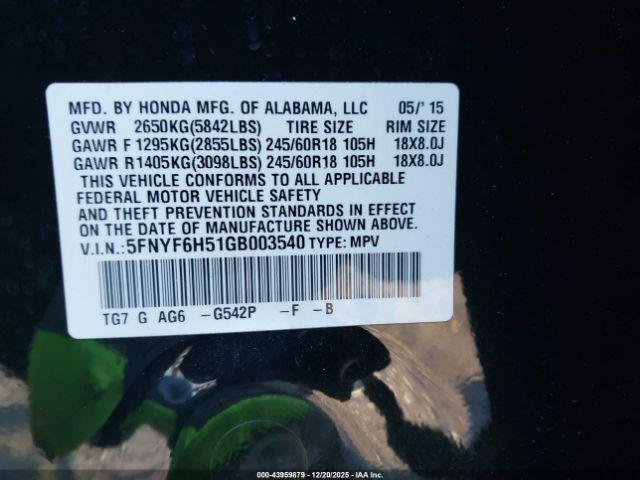 MFD. BY HONDA MFG. OF ALABAMA, LLC 05/'15
GVWR 2650KG(5842LBS) TIRE SIZE RIM SIZE
GAWR F 1295KG(2855LBS) 245/60R18 105H 18X8.0J
GAWR R1405KG(3098LBS) 245/60R18 105H 18X8.0J
THIS VEHICLE CONFORMS TO ALL APPLICABLE
FEDERAL MOTOR VEHICLE SAFETY
AND THEFT PREVENTION STANDARDS IN EFFECT
ON THE DATE OF MANUFACTURE SHOWN ABOVE.
V.I.N.:5FNYF6H51GB003540 TYPE: MPV
TG7 G AG6 -G542P -F -B
000-43959879 - 12/20/2025 - IAA Inc.